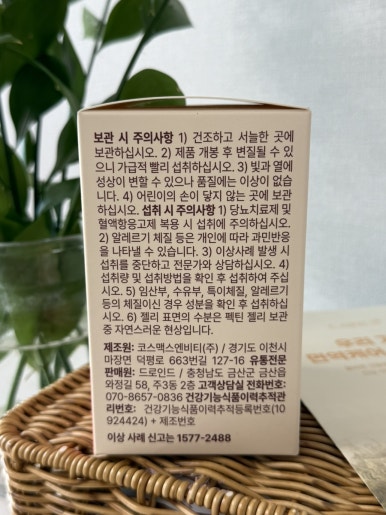 보관 시 주의사항 1) 건조하고 서늘한 곳에
보관하십시오. 2) 제품 개봉 후 변질될 수 있
으니 가급적 빨리 섭취하십시오. 3) 빛과 열에
성상이 변할 수 있으나 품질에는 이상이 없습
니다. 4) 어린이의 손이 닿지 않는 곳에 보관
하십시오. 섭취 시 주의사항 1) 당뇨치료제 및
혈액항응고제 복용 시 섭취에 주의하십시오.
2) 알레르기 체질 등은 개인에 따라 과민반응
을 나타낼 수 있습니다. 3) 이상사례 발생 시
섭취를 중단하고 전문가와 상담하십시오. 4)
섭취량 및 섭취방법을 확인 후 섭취하여 주십
시오. 5) 임산부, 수유부, 특이체질, 알레르기
등의 체질이신 경우 성분을 확인 후 섭취하십
시오. 6) 젤리 표면의 수분은 펙틴 젤리 보관
중 자연스러운 현상입니다.
제조원: 코스맥스엔비티(주) / 경기도 이천시
마장면 덕평로 663번길 127-16 유통전문
판매원: 드로인드 / 충청남도 금산군 금산읍
와정길 58, 주3동 2층 고객상담실 전화번호:
070-8657-0836 건강기능식품이력추적관
리번호: 건강기능식품이력추적등록번호(10
924424) + 제조번호
이상 사례 신고는 1577-2488